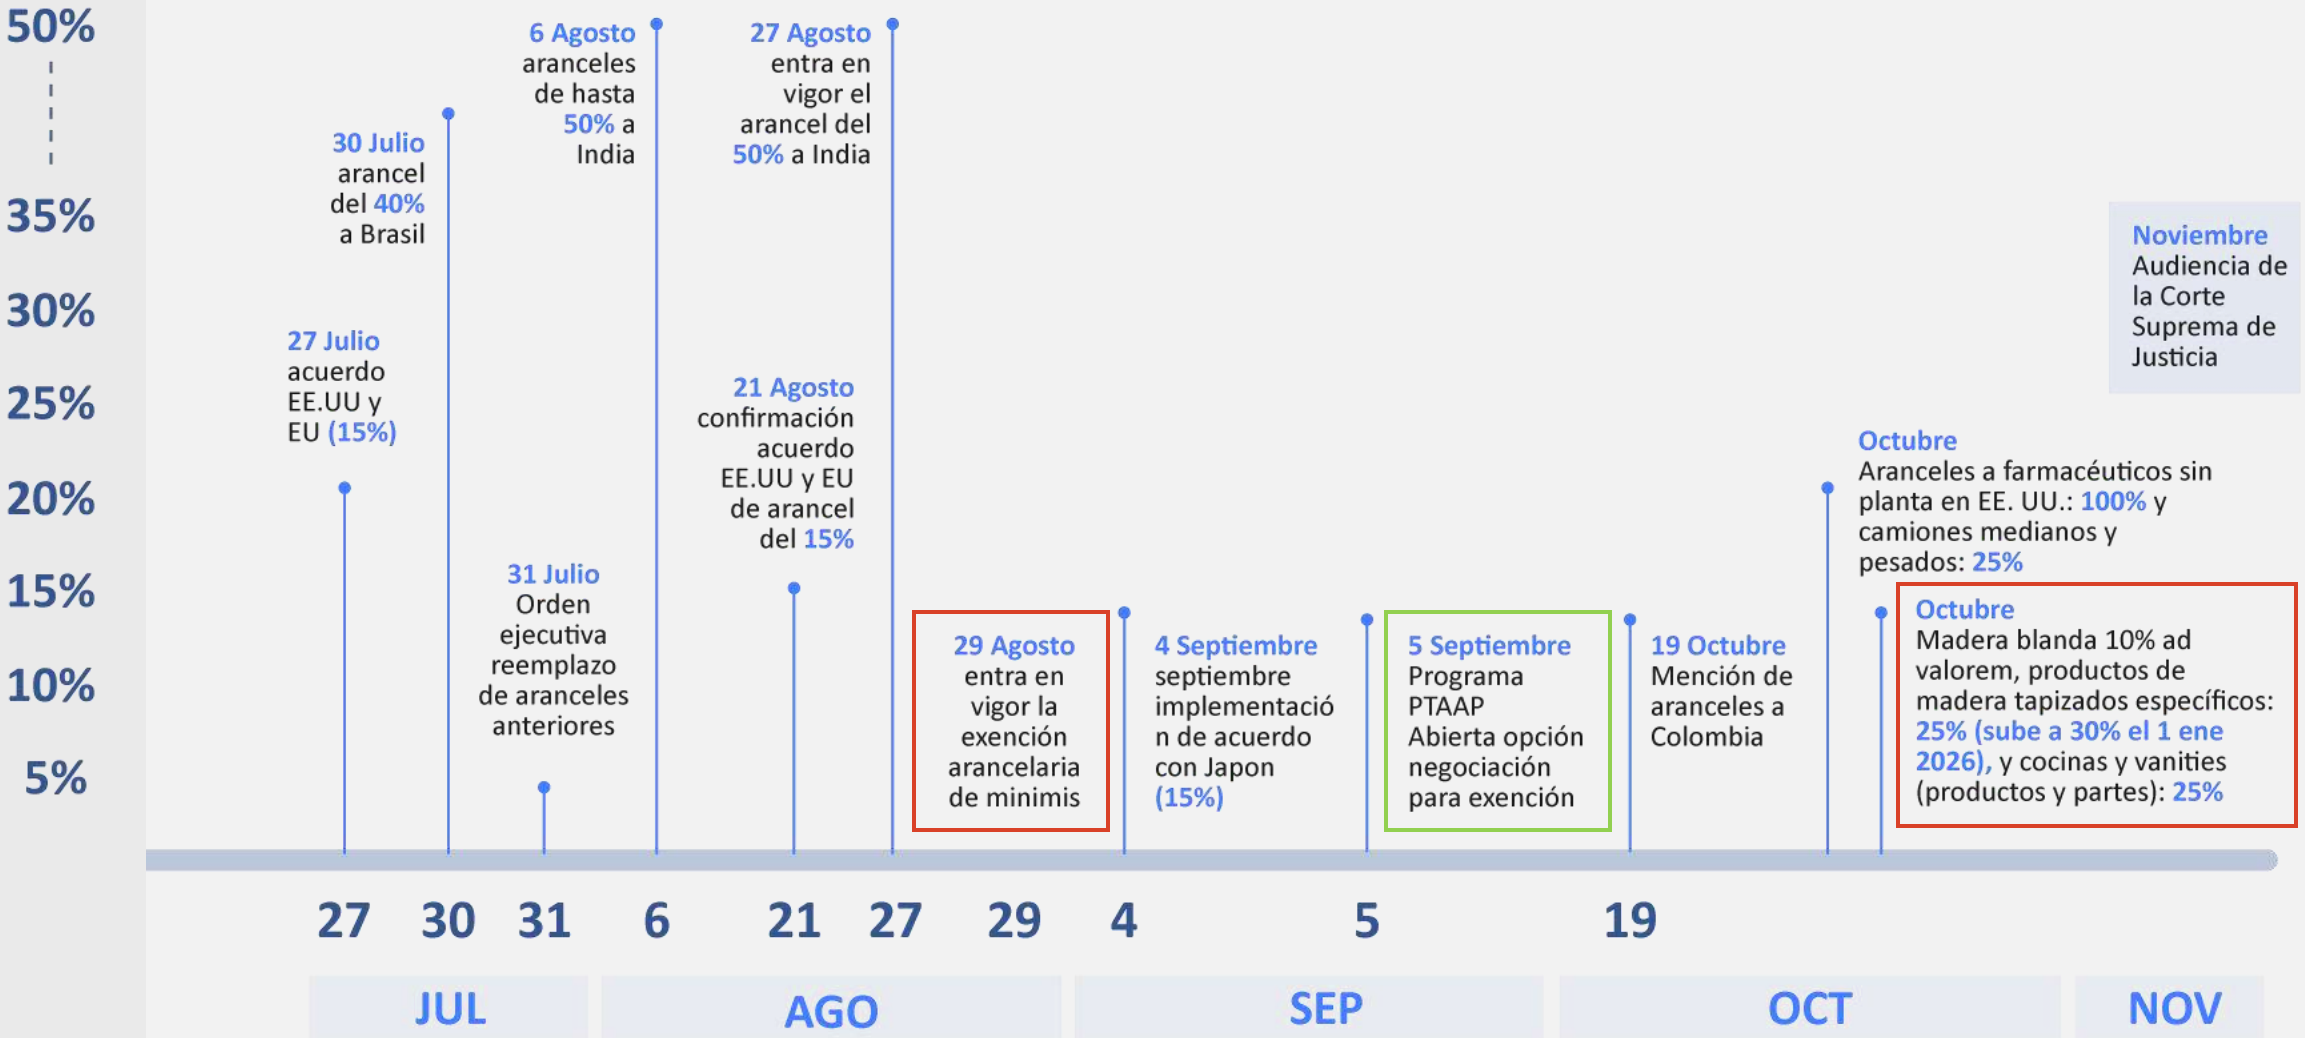 50%
35%
30%
25%
20%
15%
10%
5%
27 Julio
acuerdo
EE.UU y
EU (15%)
30 Julio
arancel
del 40%
a Brasil
31 Julio
Orden
ejecutiva
reemplazo
de aranceles
anteriores
6 Agosto
aranceles
de hasta
50% a
India
21 Agosto
confirmación
acuerdo
EE.UU y EU
de arancel
del 15%
27 Agosto
entra en
vigor el
arancel del
50% a India
29 Agosto
entra en
vigor la
exención
arancelaria
de minimis
4 Septiembre
septiembre
implementació
n de acuerdo
con Japon
(15%)
5 Septiembre
Programa
PTAAP
Abierta opción
negociación
para exención
19 Octubre
Mención de
aranceles a
Colombia
Octubre
Aranceles a farmacéuticos sin
planta en EE. UU.: 100% y
camiones medianos y
pesados: 25%
Octubre
Madera blanda 10% ad
valorem, productos de
madera tapizados específicos:
25% (sube a 30% el 1 ene
2026), y cocinas y vanities
(productos y partes): 25%
Noviembre
Audiencia de
la Corte
Suprema de
Justicia
27 30 31 6 21 27 29 4 5 19
JUL AGO SEP OCT NOV